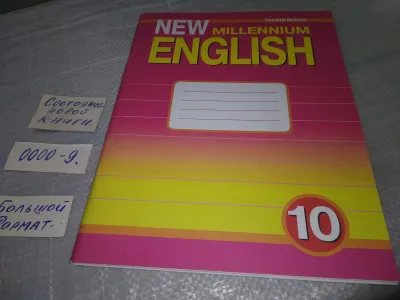 WORKBOOK
NEW MILLENNIUM
ENGLISH
10
Состояние
новой
книги.
0000-9.
Большой
Формат.